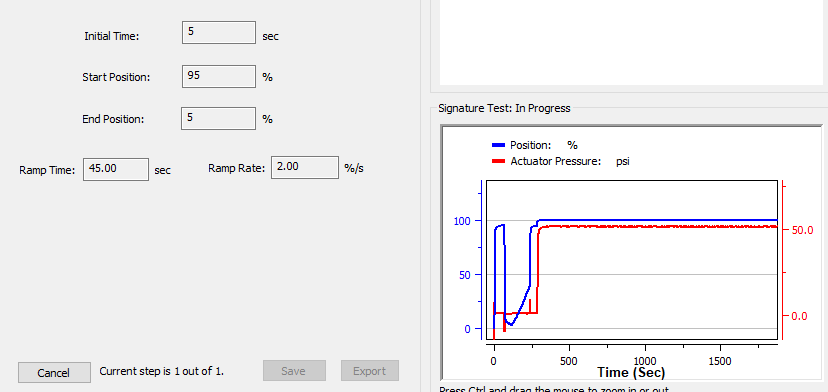 Initial Time: 5 sec
Start Position: 95 %
End Position: 5 %
Ramp Time: 45.00 sec Ramp Rate: 2.00 %/s
Cancel Current step is 1 out of 1. Save Export
Signature Test: In Progress
Position: %
Actuator Pressure: psi
100
50
0
50.0
0.0
0 500 1000 1500
Time (Sec)
Press Ctrl and drag the mouse to zoom in or out